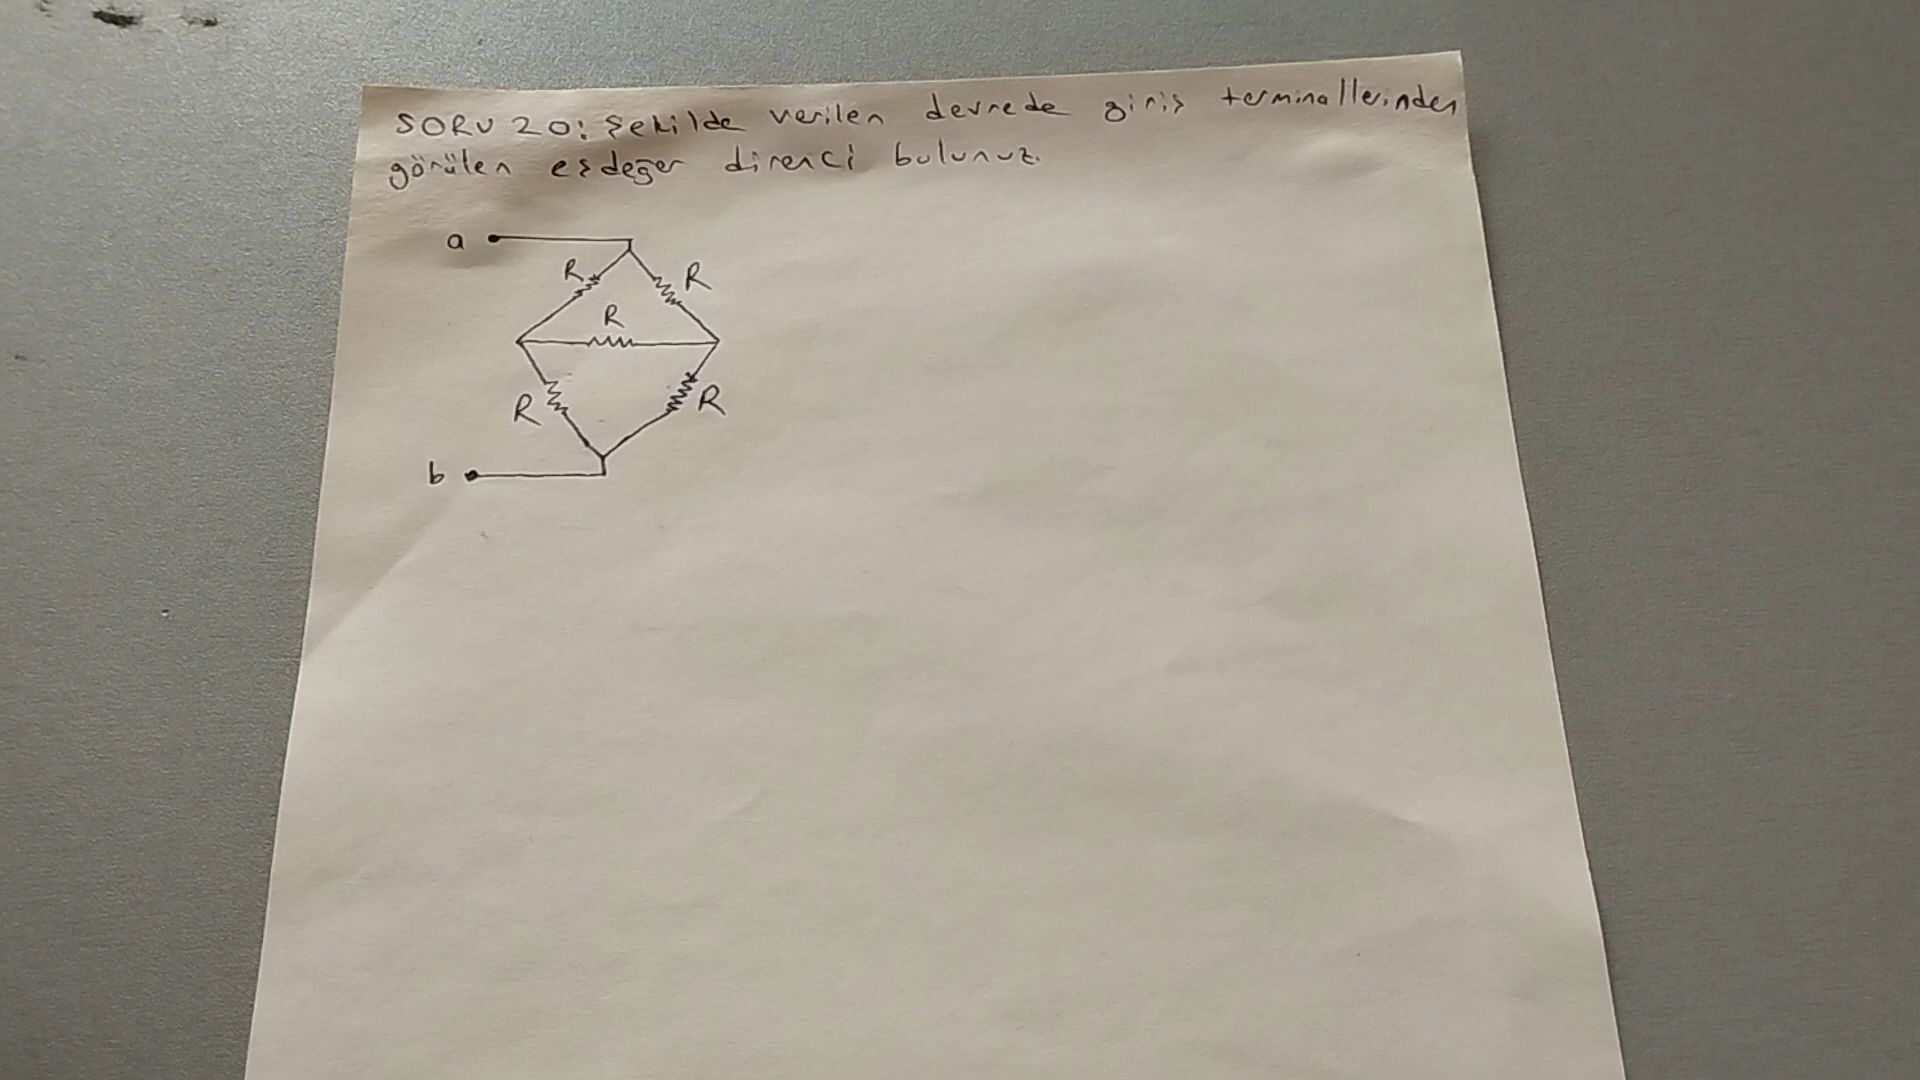 SORU 20: Şekilde verilen devrede giriş terminallerinden
görülen eşdeğer direnci bulunuz.
a
R R
R
R R
b